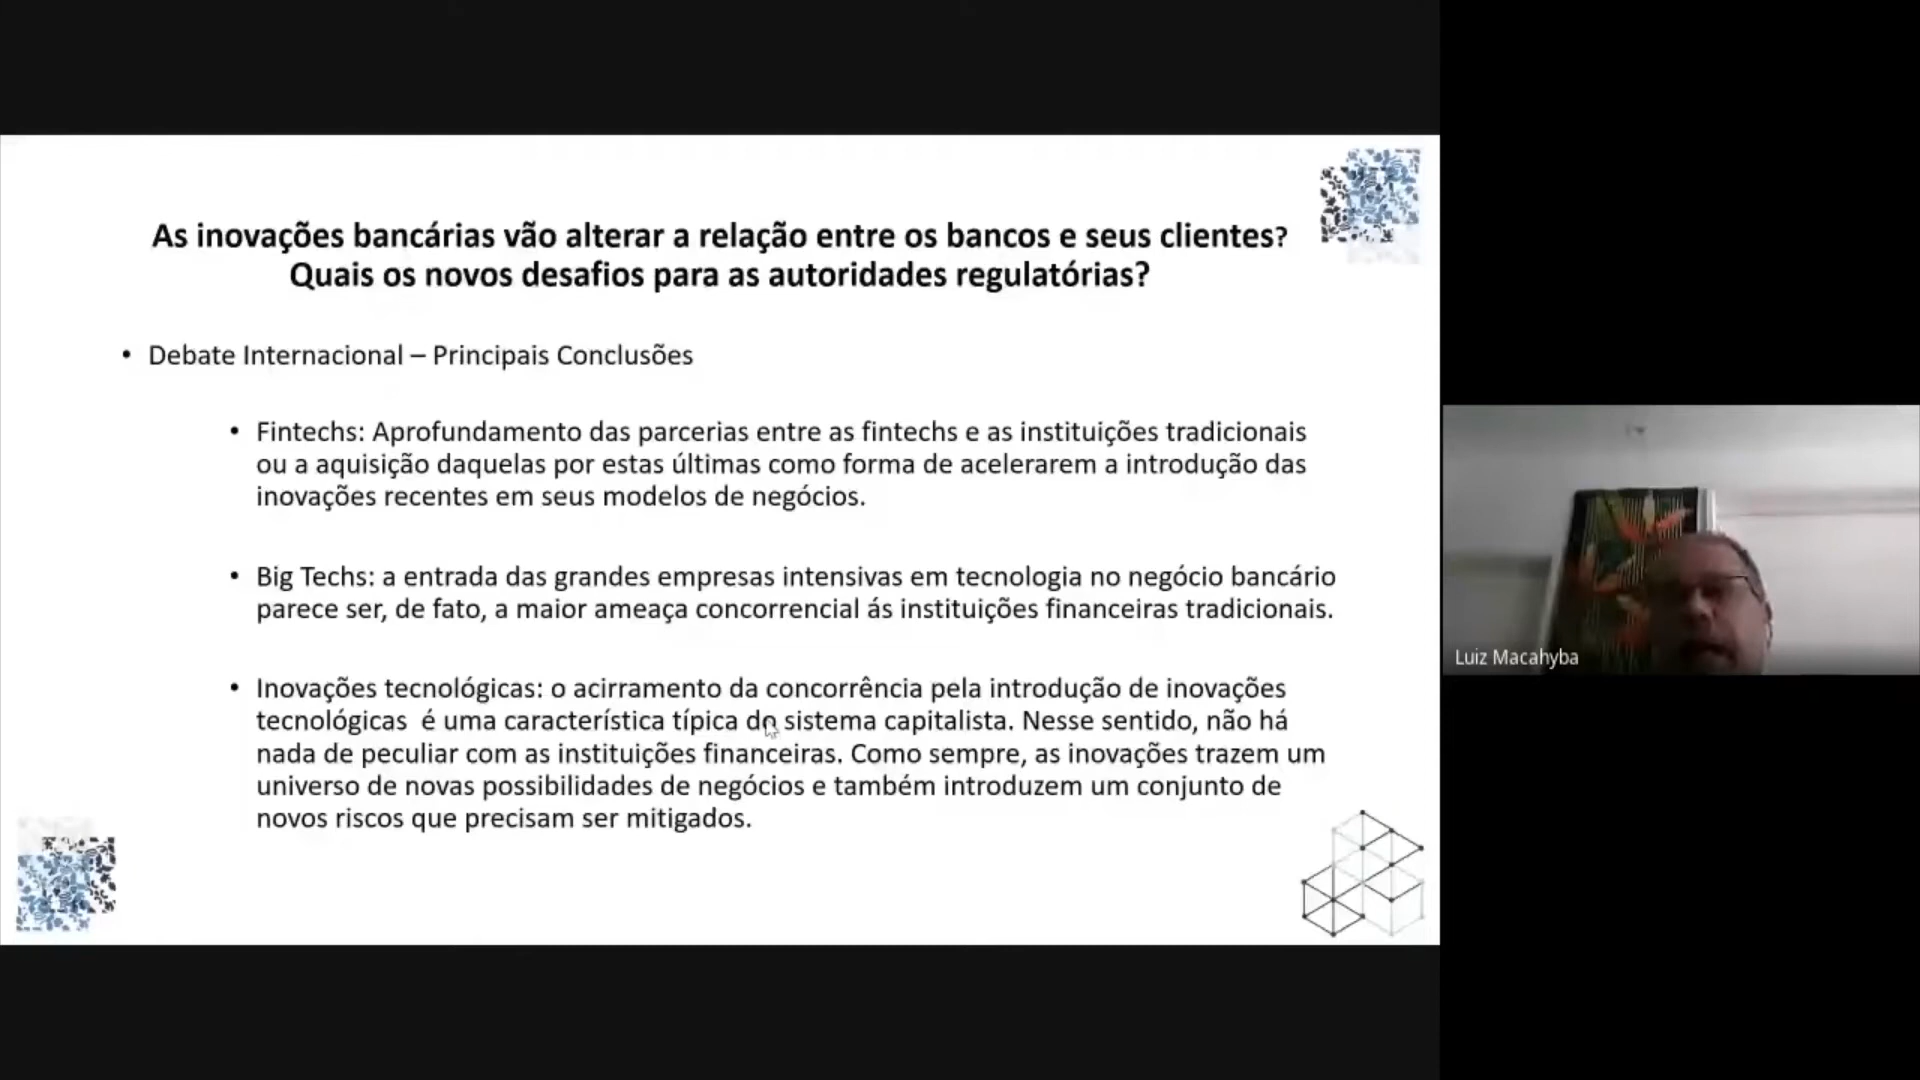 As inovações bancárias vão alterar a relação entre os bancos e seus clientes?
Quais os novos desafios para as autoridades regulatórias?
• Debate Internacional – Principais Conclusões
• Fintechs: Aprofundamento das parcerias entre as fintechs e as instituições tradicionais
ou a aquisição daquelas por estas últimas como forma de acelerarem a introdução das
inovações recentes em seus modelos de negócios.
• Big Techs: a entrada das grandes empresas intensivas em tecnologia no negócio bancário
parece ser, de fato, a maior ameaça concorrencial ás instituições financeiras tradicionais.
• Inovações tecnológicas: o acirramento da concorrência pela introdução de inovações
tecnológicas  é uma característica típica do sistema capitalista. Nesse sentido, não há
nada de peculiar com as instituições financeiras. Como sempre, as inovações trazem um
universo de novas possibilidades de negócios e também introduzem um conjunto de
novos riscos que precisam ser mitigados.
Luiz Macahyba